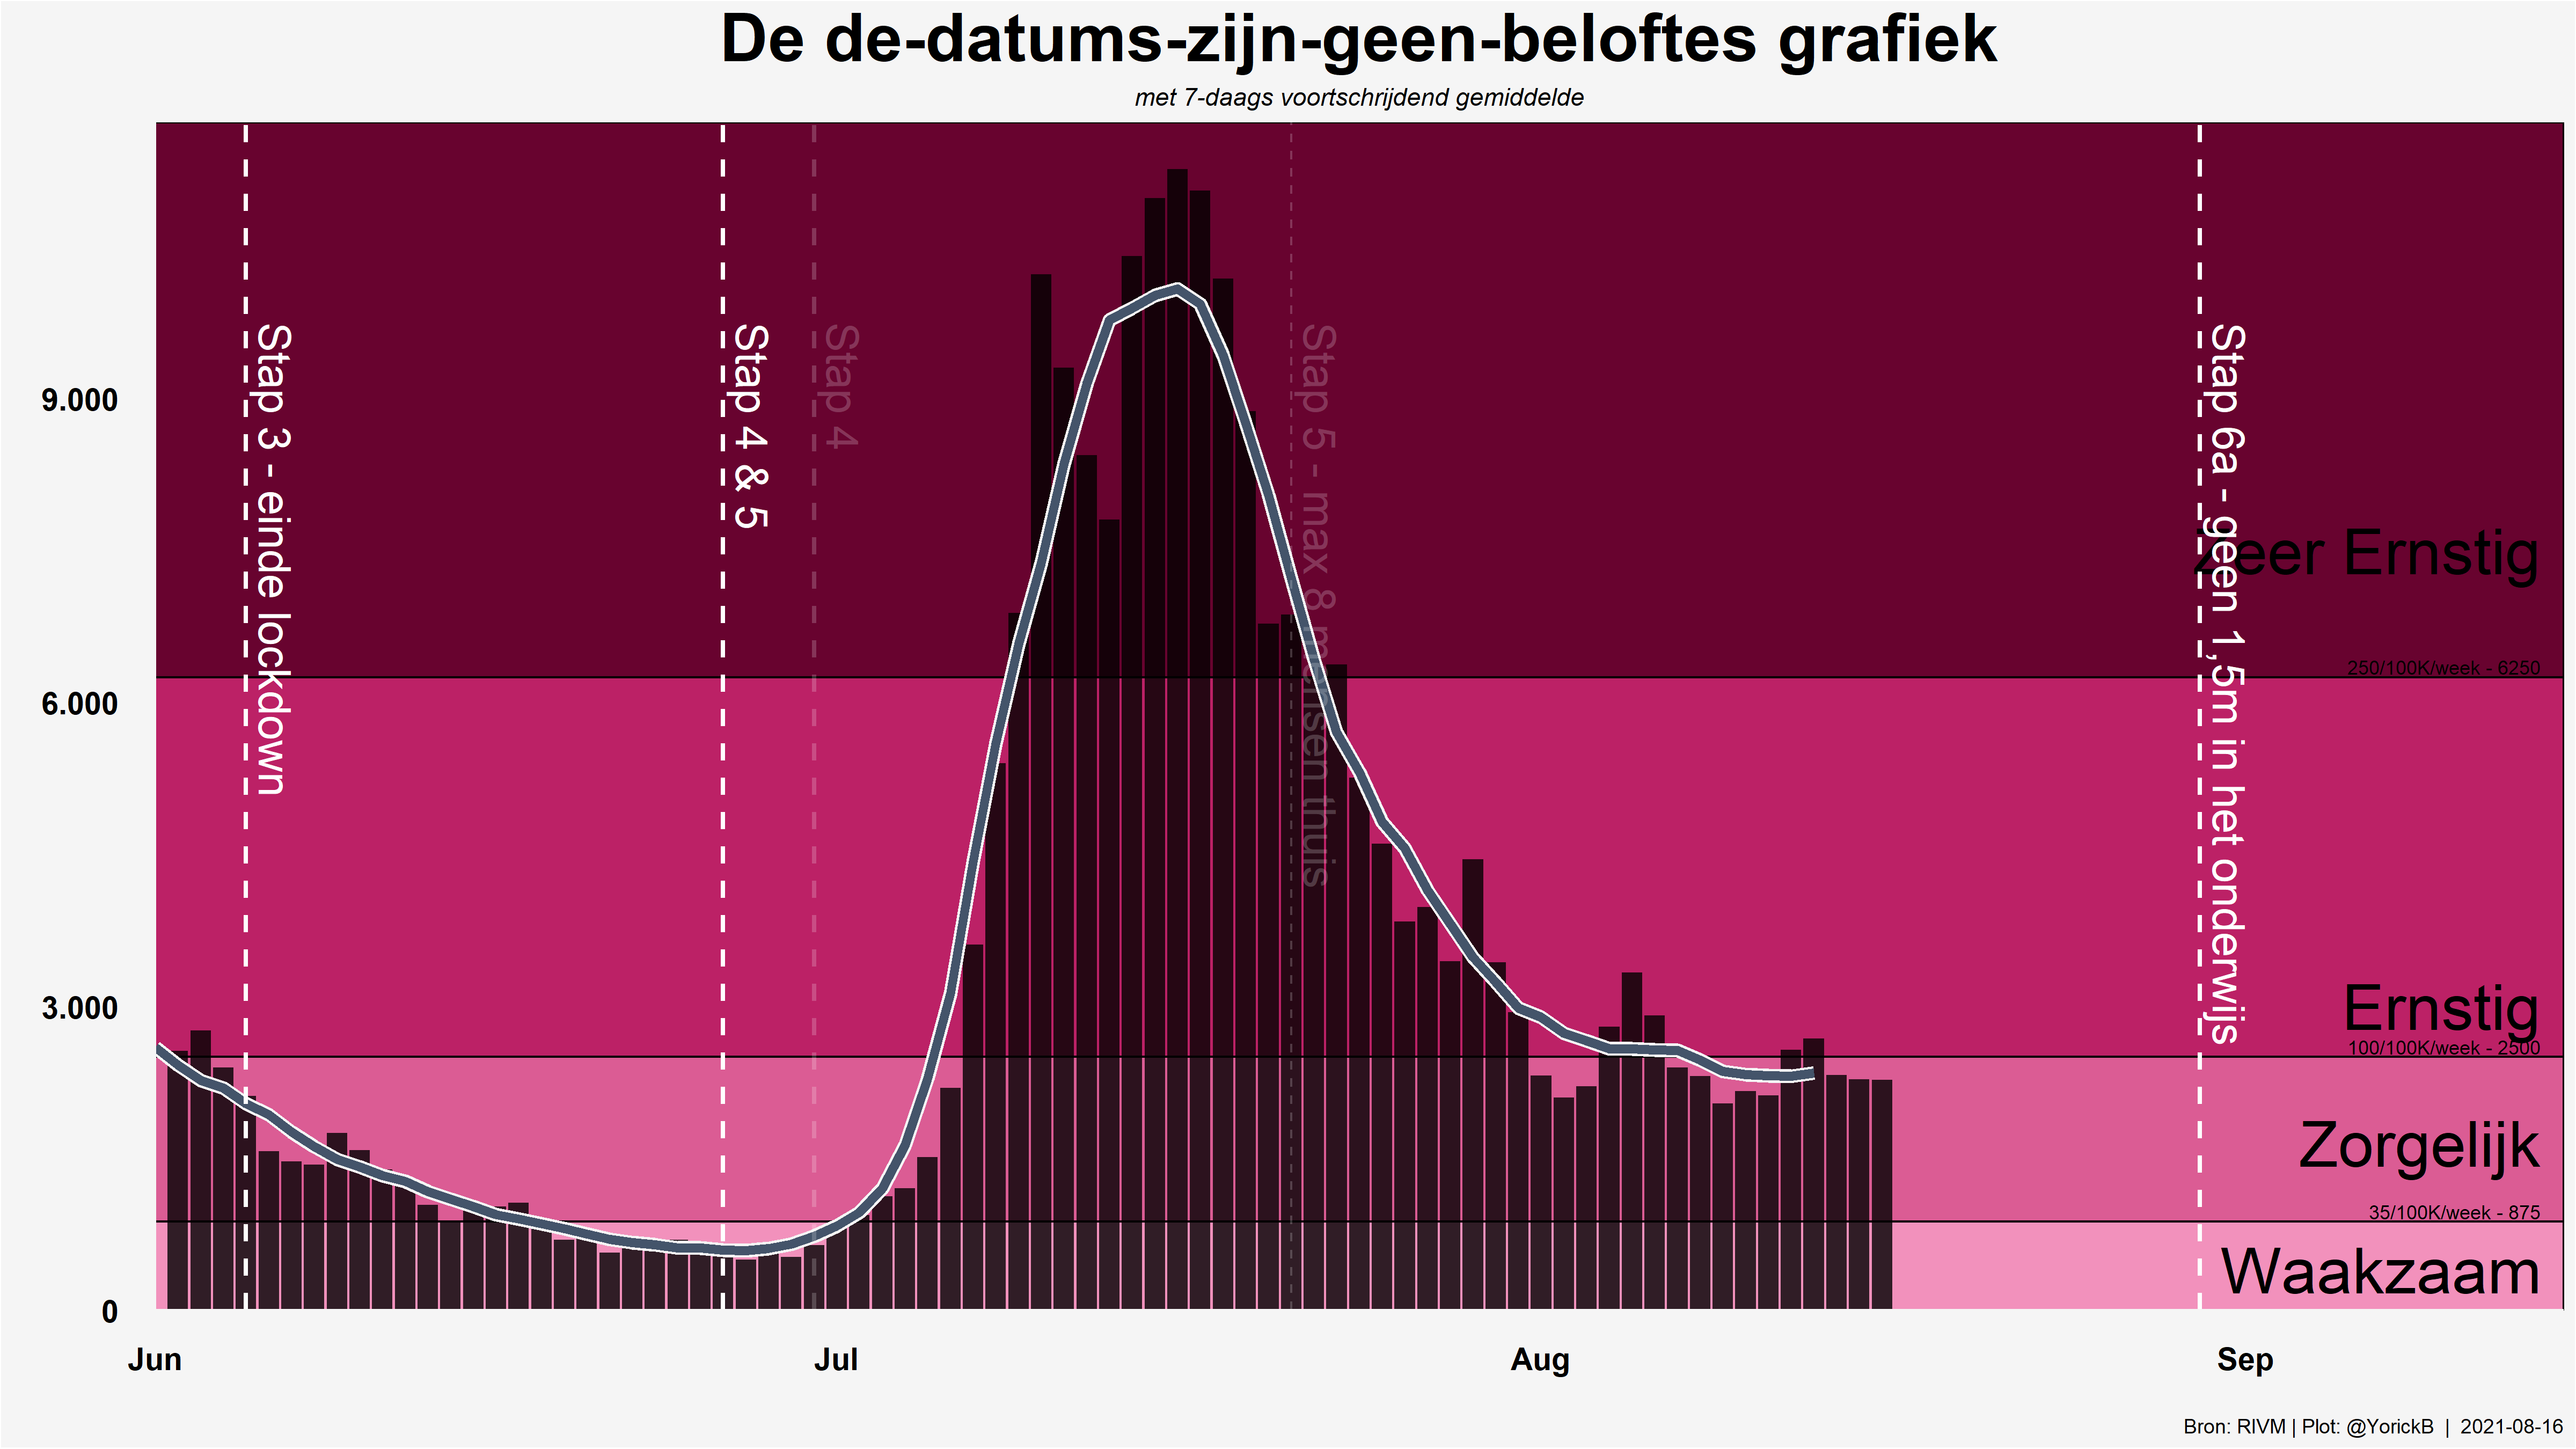 De de-datums-zijn-geen-beloftes grafiek
met 7-daags voortschrijdend gemiddelde
9.000
6.000
3.000
0
Stap 3 - einde lockdown
Stap 4 & 5
Stap 4
Stap 5 - max 8 mensen thuis
Stap 6a - geen 1,5m in het onderwijs
Zeer Ernstig
250/100K/week - 6250
Ernstig
100/100K/week - 2500
Zorgelijk
35/100K/week - 875
Waakzaam
Jun
Jul
Aug
Sep
Bron: RIVM | Plot: @YorickB | 2021-08-16